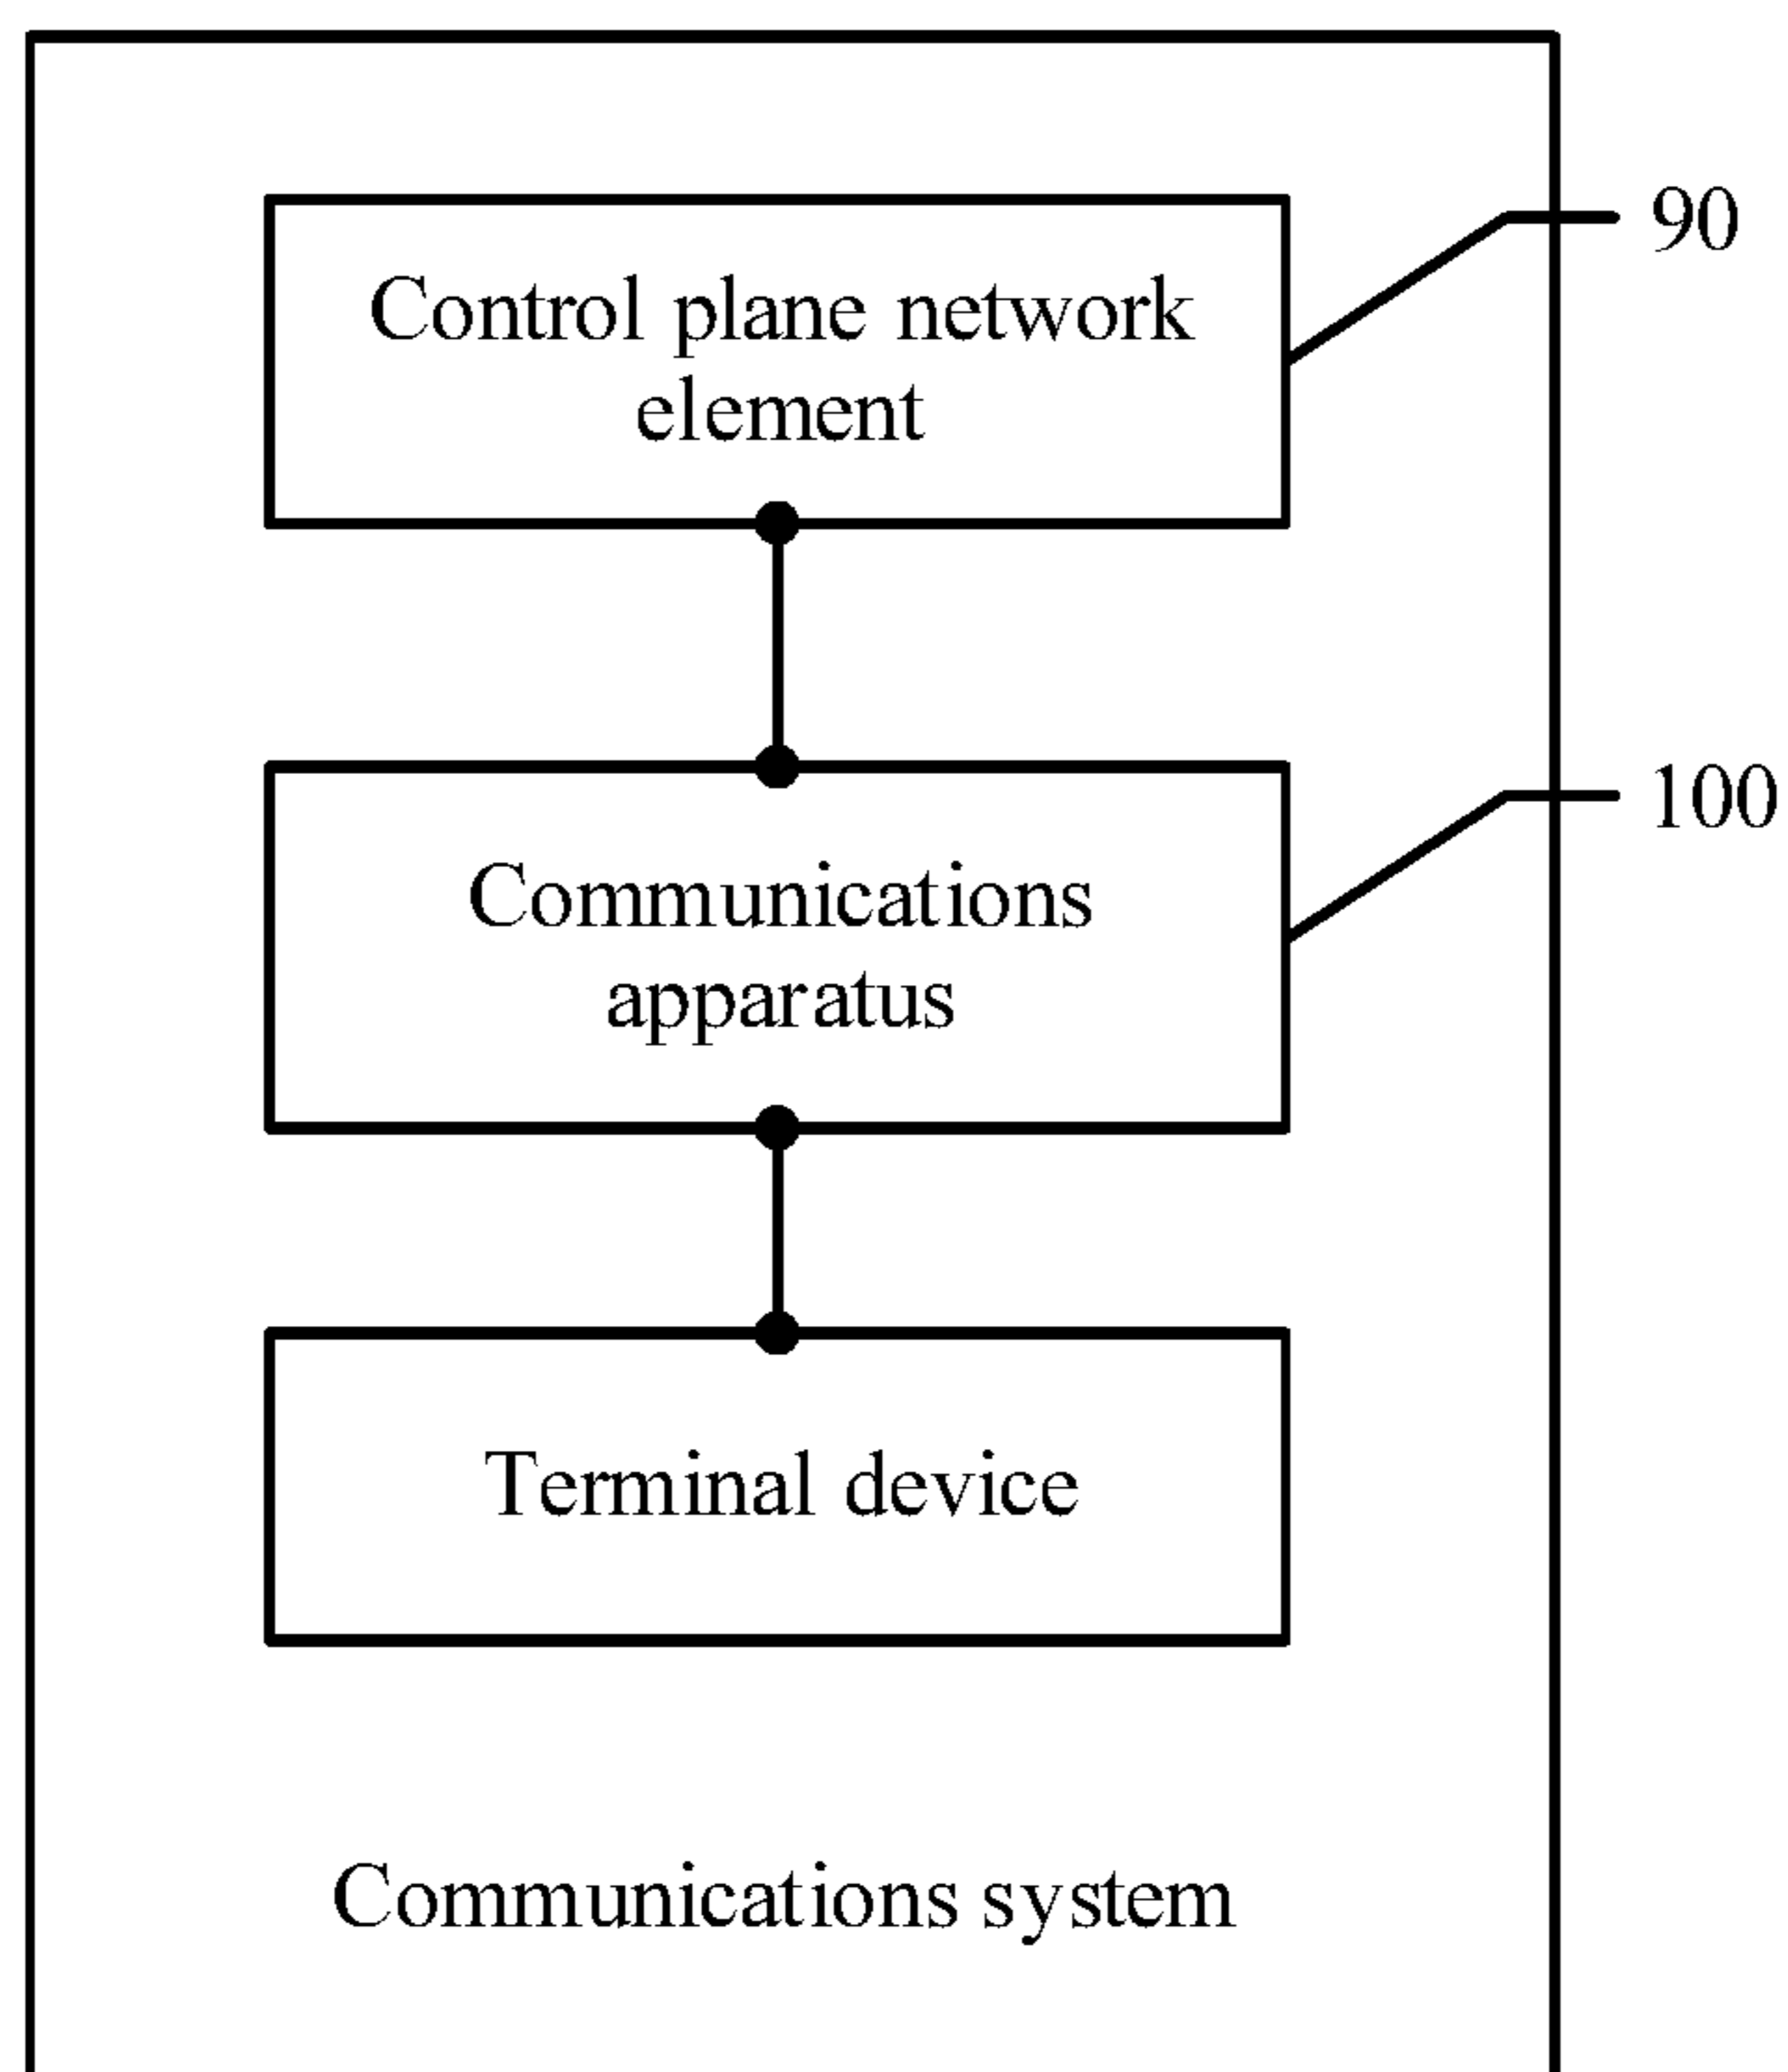 90
Control plane network
element
100
Communications
apparatus
Terminal device
Communications system